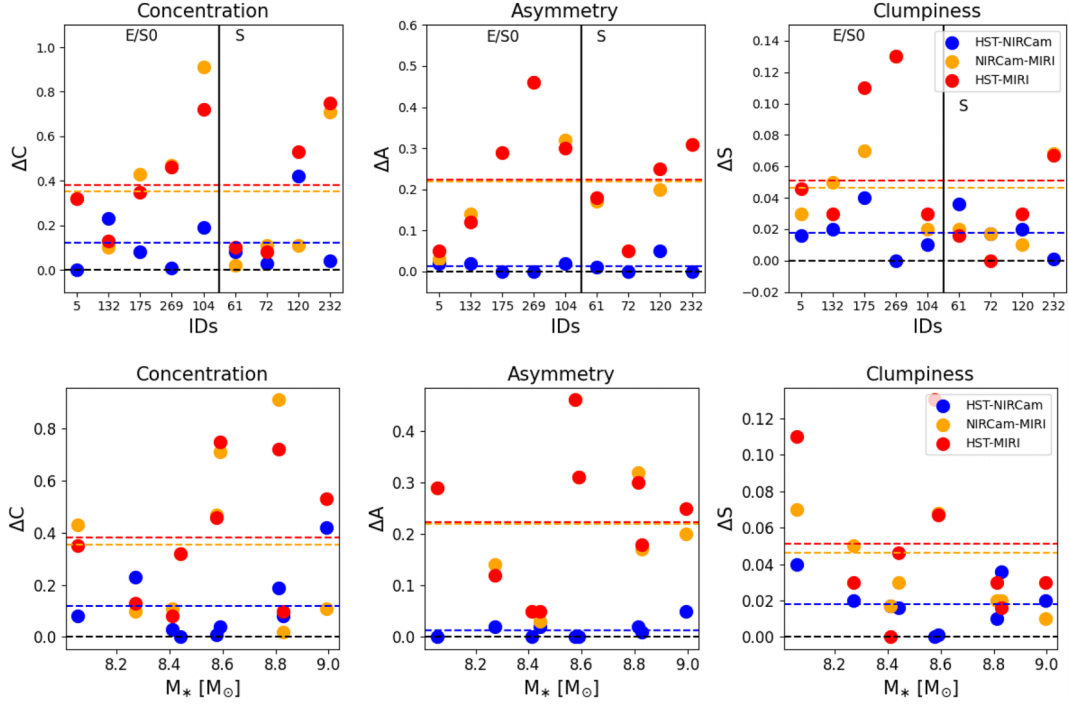 Concentration
Asymmetry
Clumpiness
E/S0
S
1.0
0.8
0.6
0.4
0.2
0.0
ΔC
5 132 175 269 104 61 72 120 232
IDs
E/S0
S
0.6
0.5
0.4
0.3
0.2
0.1
0.0
ΔA
5 132 175 269 104 61 72 120 232
IDs
E/S0
S
HST-NIRCam
NIRCam-MIRI
HST-MIRI
0.14
0.12
0.10
0.08
0.06
0.04
0.02
0.00
−0.02
ΔS
5 132 175 269 104 61 72 120 232
IDs
Concentration
Asymmetry
Clumpiness
0.8
0.6
0.4
0.2
0.0
ΔC
8.2 8.4 8.6 8.8 9.0
M∗ [M⊙]
0.4
0.3
0.2
0.1
0.0
ΔA
8.2 8.4 8.6 8.8 9.0
M∗ [M⊙]
HST-NIRCam
NIRCam-MIRI
HST-MIRI
0.12
0.10
0.08
0.06
0.04
0.02
0.00
ΔS
8.2 8.4 8.6 8.8 9.0
M∗ [M⊙]